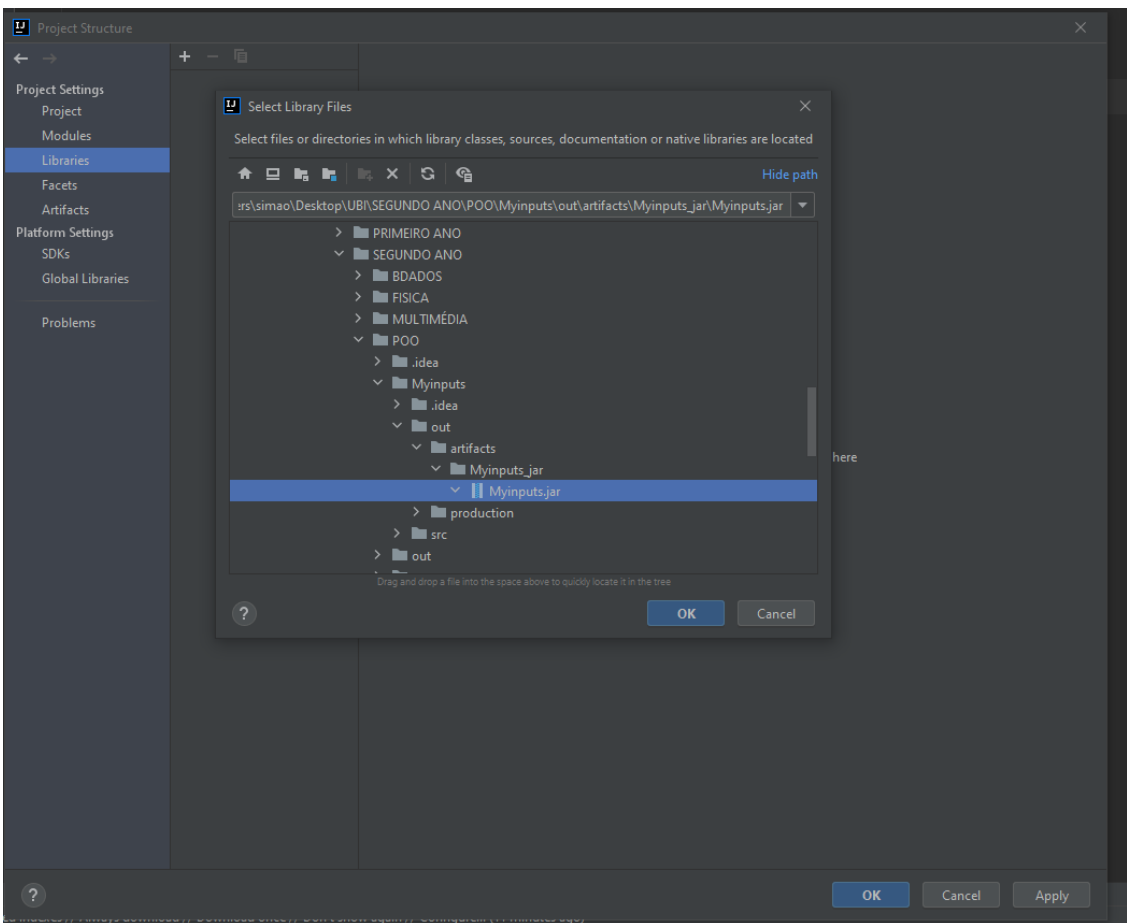 Project Structure
Project Settings
Project
Modules
Libraries
Facets
Artifacts
Platform Settings
SDKs
Global Libraries
Problems
Select Library Files
Select files or directories in which library classes, sources, documentation or native libraries are located
Hide path
ers\simao\Desktop\UBI\SEGUNDO ANO\POO\Myinputs\out\artifacts\Myinputs_jar\Myinputs.jar
PRIMEIRO ANO
SEGUNDO ANO
BDADOS
FISICA
MULTIMÉDIA
POO
.idea
Myinputs
.idea
out
artifacts
Myinputs_jar
Myinputs.jar
production
src
out
Drag and drop a file into the space above to quickly locate it in the tree
? OK Cancel
here
? OK Cancel Apply